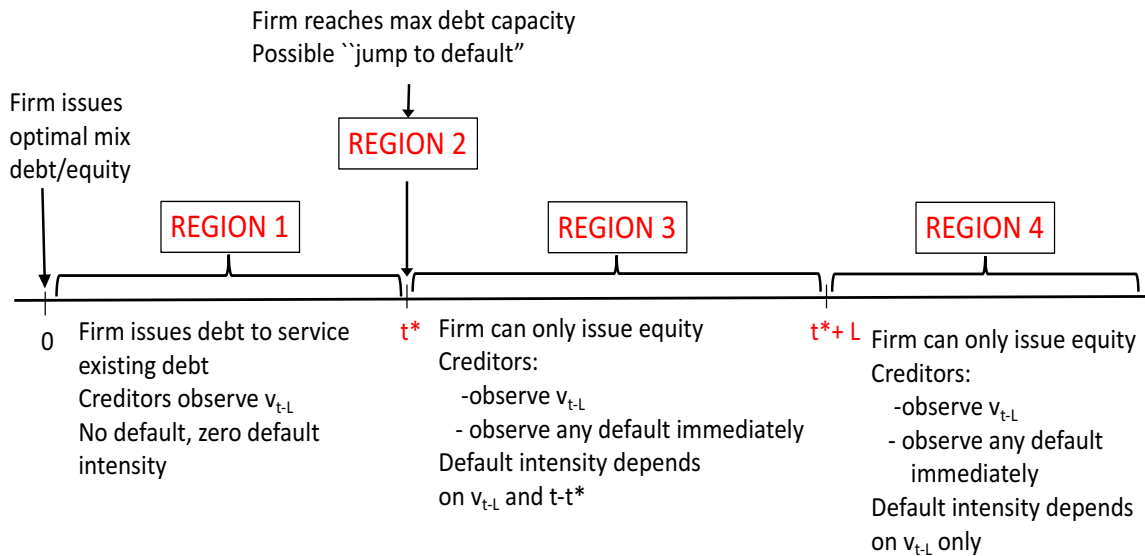 Firm reaches max debt capacity
Possible ``jump to default”
Firm issues
optimal mix
debt/equity
REGION 2
REGION 1
REGION 3
REGION 4
0
Firm issues debt to service
existing debt
Creditors observe vt-L
No default, zero default
intensity
t*
Firm can only issue equity
Creditors:
-observe vt-L
- observe any default immediately
Default intensity depends
on vt-L and t-t*
t*+ L
Firm can only issue equity
Creditors:
-observe vt-L
- observe any default
immediately
Default intensity depends
on vt-L only